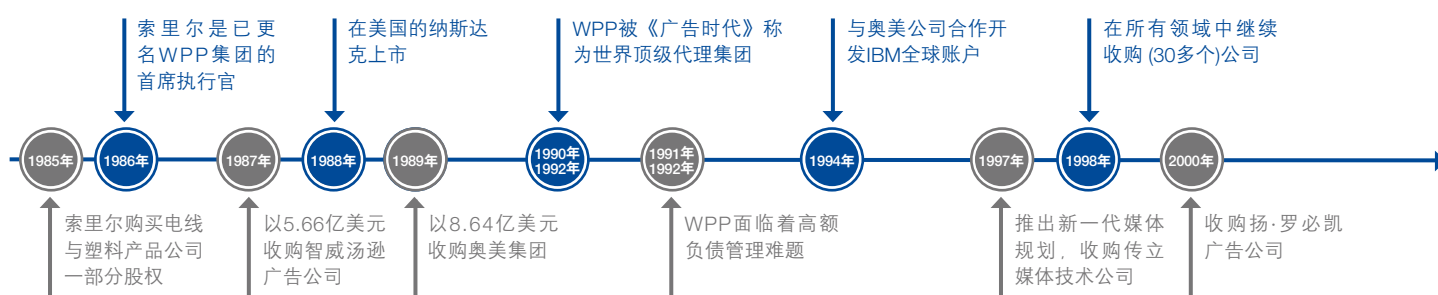 索里尔是已更
名WPP集团的
首席执行官
在美国的纳斯达
克上市
WPP被《广告时代》称
为世界顶级代理集团
与奥美公司合作开
发IBM全球账户
在所有领域中继续
收购 (30多个)公司
1985年
1986年
1987年
1988年
1989年
1990年
1992年
1991年
1992年
1994年
1997年
1998年
2000年
索里尔购买电线
与塑料产品公司
一部分股权
以5.66亿美元
收购智威汤逊
广告公司
以8.64亿美元
收购奥美集团
WPP面临着高额
负债管理难题
推出新一代媒体
规划，收购传立
媒体技术公司
收购扬·罗必凯
广告公司